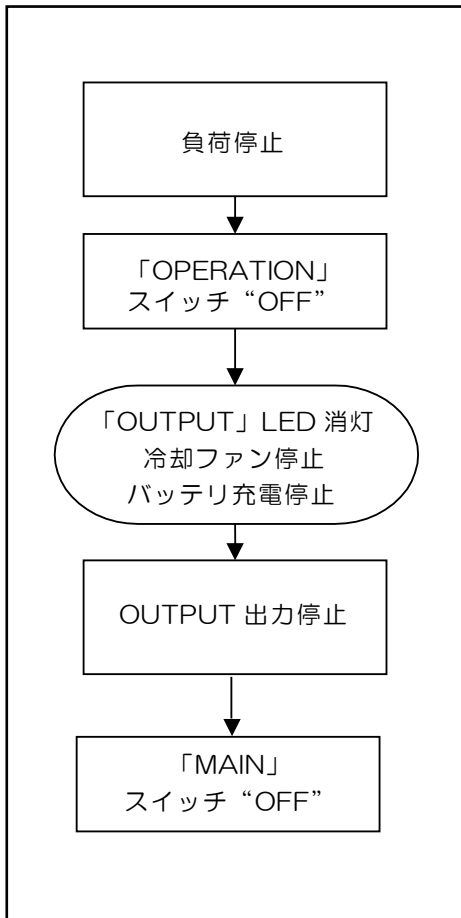 負荷停止
「OPERATION」
スイッチ“OFF”
「OUTPUT」LED 消灯
冷却ファン停止
バッテリ充電停止
OUTPUT 出力停止
「MAIN」
スイッチ“OFF”